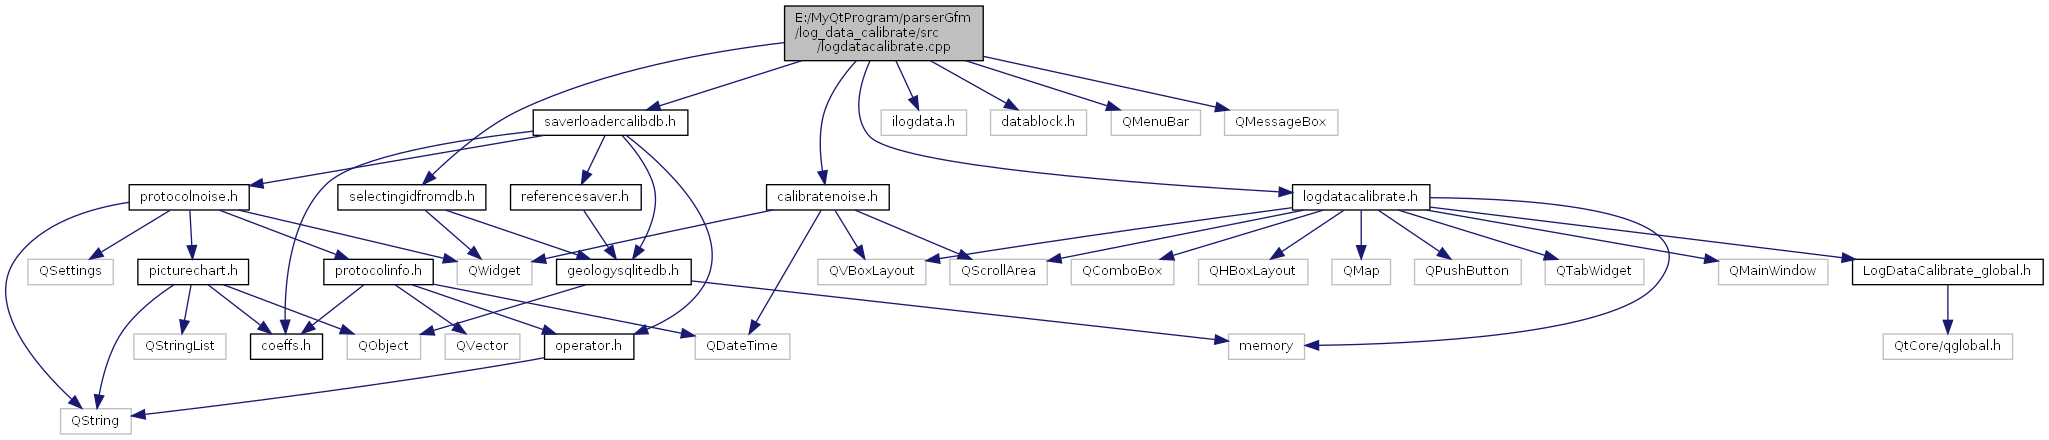 E:/MyQtProgram/parserGfm
/log_data_calibrate/src
/logdatacalibrate.cpp
saverloadercalibdb.h
ilogdata.h
datablock.h
QMenuBar
QMessageBox
protocolnoise.h
selectingidfromdb.h
referencesaver.h
calibratenoise.h
logdatacalibrate.h
QSettings
picturechart.h
protocolinfo.h
QWidget
geologysqlitedb.h
QVBoxLayout
QScrollArea
QComboBox
QHBoxLayout
QMap
QPushButton
QTabWidget
QMainWindow
LogDataCalibrate_global.h
QStringList
coeffs.h
QObject
QVector
operator.h
QDateTime
memory
QtCore/qglobal.h
QString